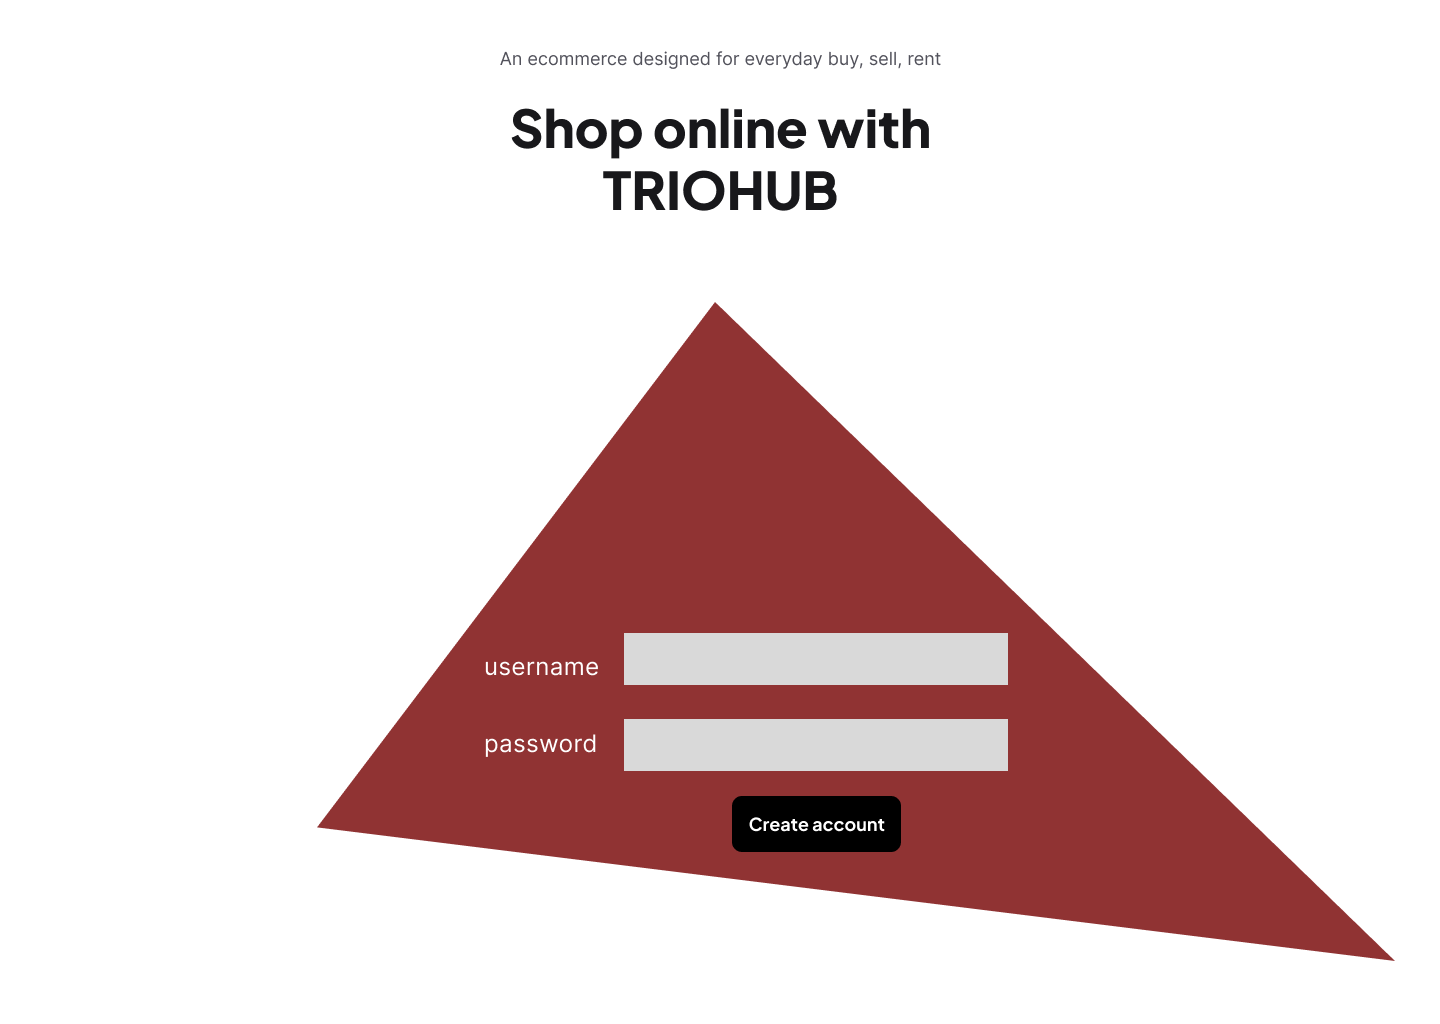 An ecommerce designed for everyday buy, sell, rent
Shop online with
TRIOHUB
username
password
Create account